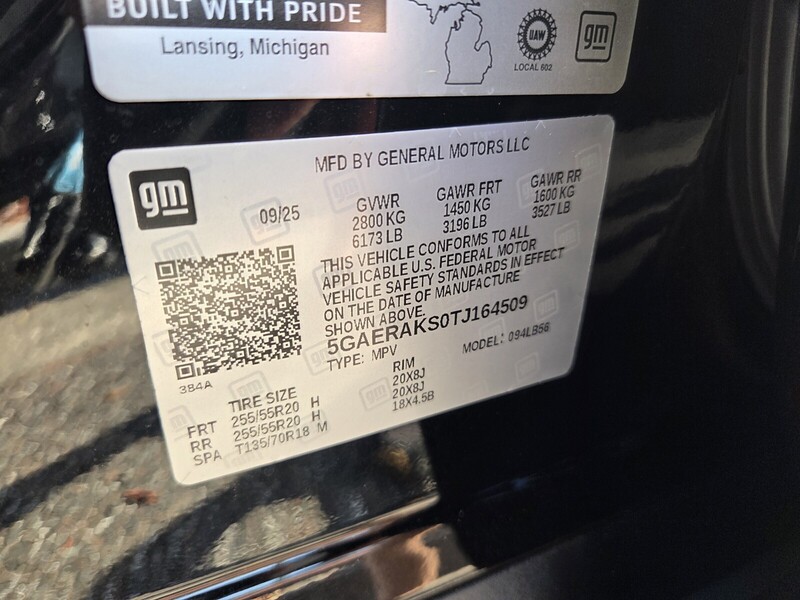 BUILT WITH PRIDE
Lansing, Michigan
UAW
LOCAL 602
gm
MFD BY GENERAL MOTORS LLC
gm
09/25
GVWR
2800 KG
6173 LB
GAWR FRT
1450 KG
3196 LB
GAWR RR
1600 KG
3527 LB
THIS VEHICLE CONFORMS TO ALL
APPLICABLE U.S. FEDERAL MOTOR
VEHICLE SAFETY STANDARDS IN EFFECT
ON THE DATE OF MANUFACTURE
SHOWN ABOVE.
5GAERAKS0TJ164509
TYPE: MPV MODEL: 094LB56
384A
TIRE SIZE RIM
FRT 255/55R20 H 20X8J
RR 255/55R20 H 20X8J
SPA T135/70R18 M 18X4.5B